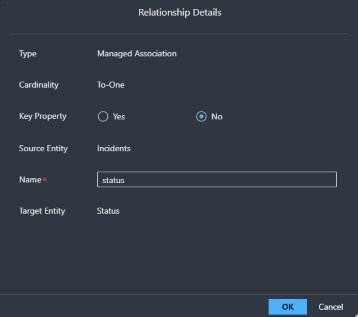 Relationship Details
Type Managed Association
Cardinality To-One
Key Property Yes No
Source Entity Incidents
Name* status
Target Entity Status
OK Cancel